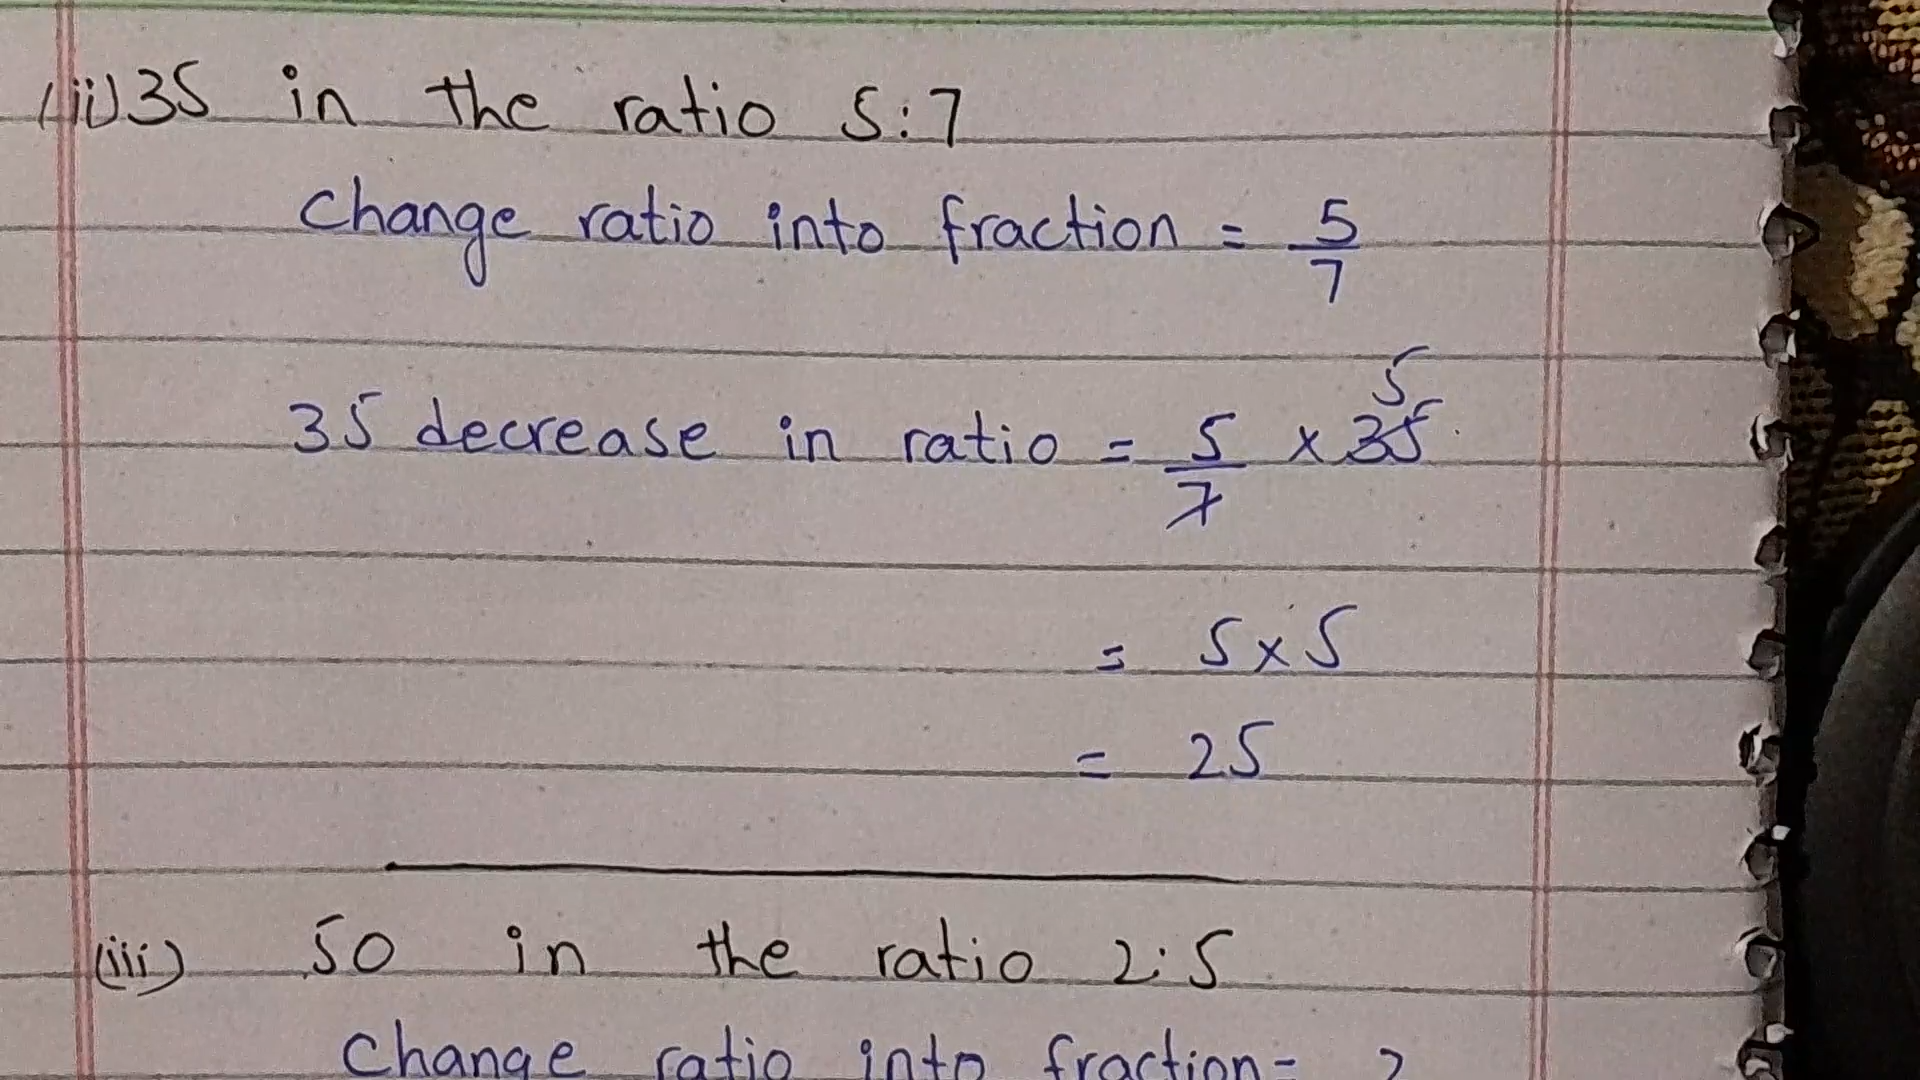 (ii) 35 in the ratio 5:7
Change ratio into fraction = 5/7
35 decrease in ratio = 5/7 × 35 5
= 5×5
= 25
(iii) 50 in the ratio 2:5
Change ratio into fraction = 2